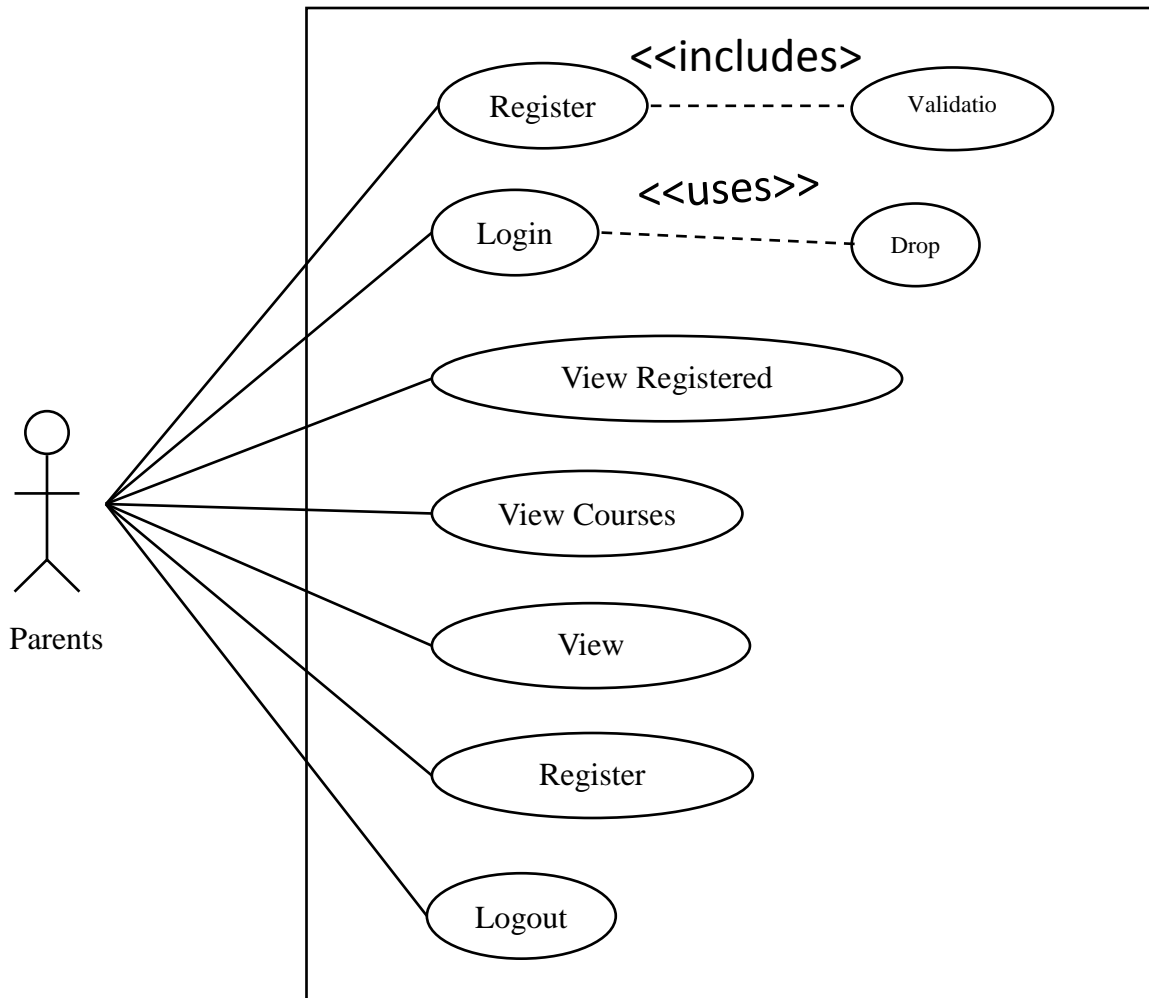 <<includes>
Register
Validatio
<<uses>>
Login
Drop
View Registered
View Courses
View
Parents
Register
Logout